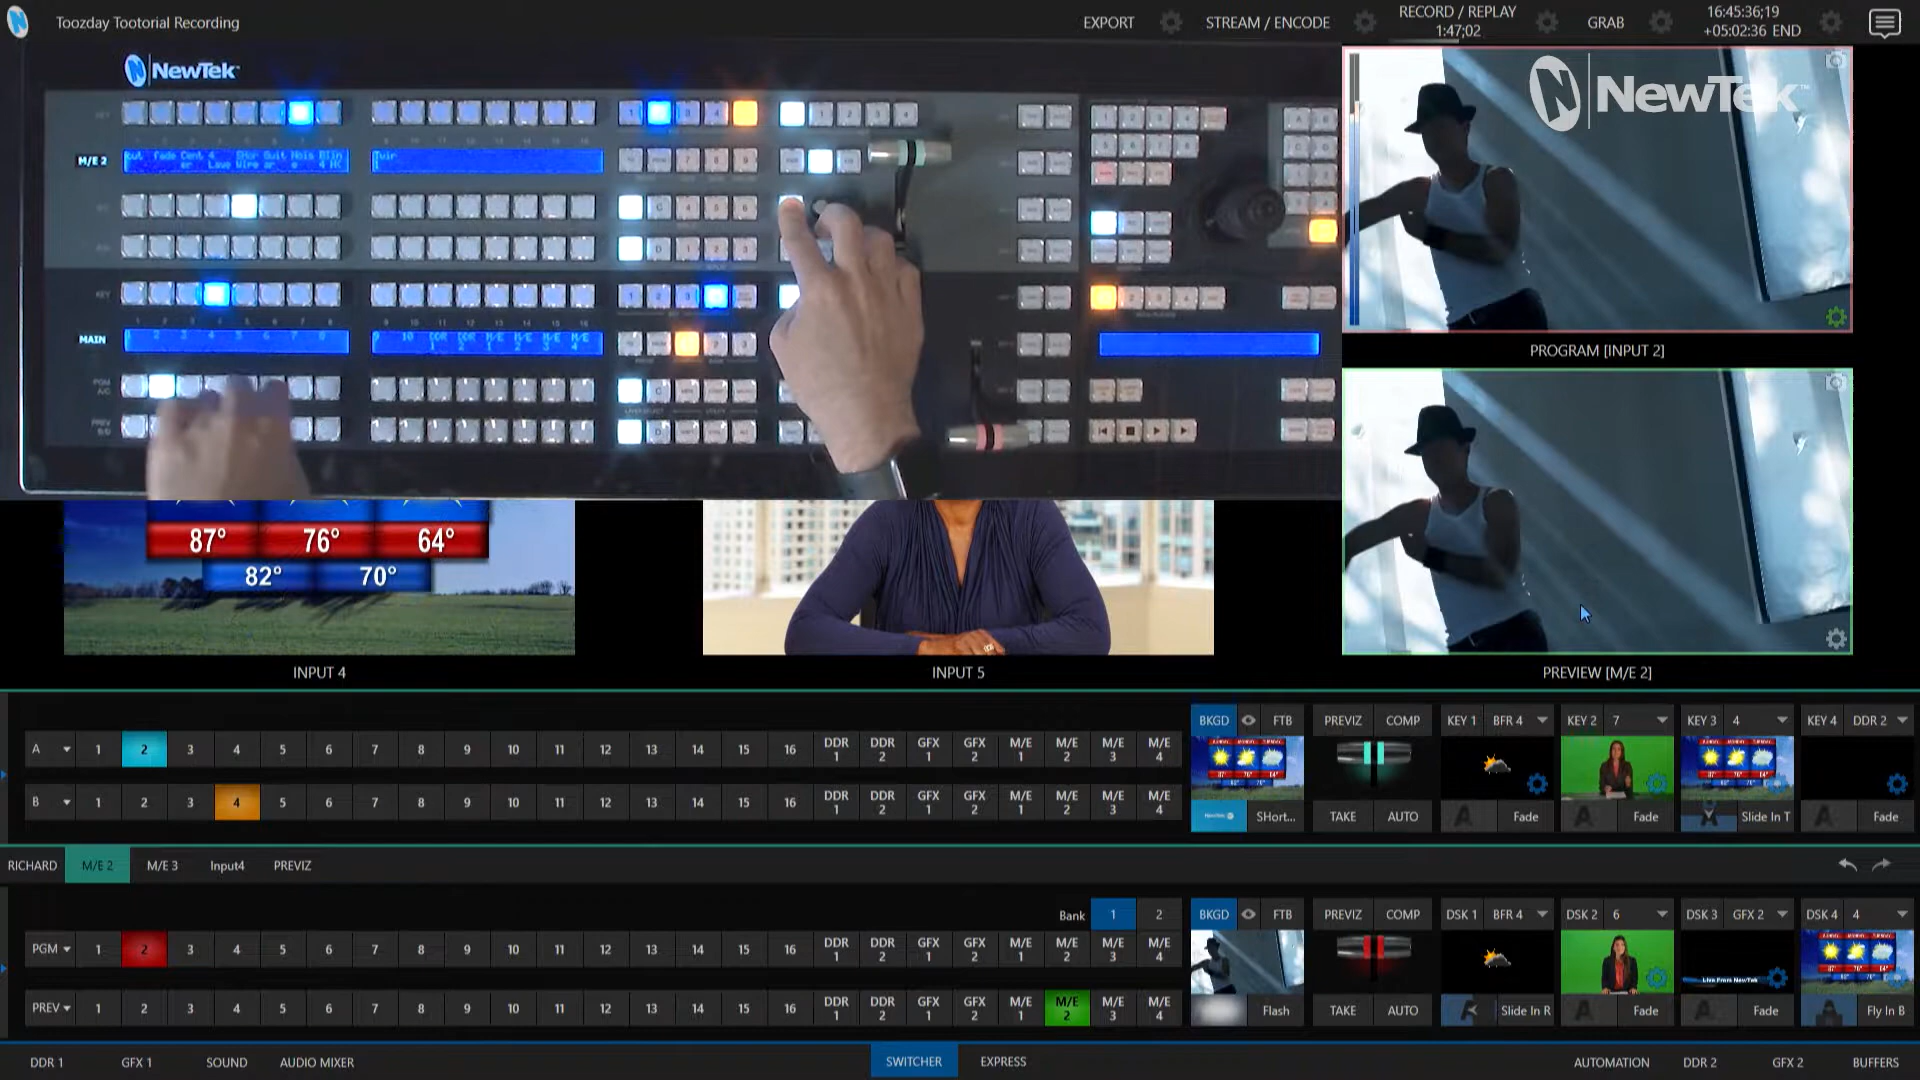 Toozday Tootorial Recording
EXPORT
STREAM / ENCODE
RECORD / REPLAY
1:47;02
GRAB
16:45:36;19
+05:02:36 END
NewTek
NewTek
M/E 2
KEY
MAIN
PROGRAM [INPUT 2]
87° 76° 64°
82° 70°
INPUT 4
INPUT 5
PREVIEW [M/E 2]
BKGD FTB PREVIZ COMP KEY 1 BFR 4 KEY 2 7 KEY 3 4 KEY 4 DDR 2
A 1 2 3 4 5 6 7 8 9 10 11 12 13 14 15 16 DDR 1 DDR 2 GFX 1 GFX 2 M/E 1 M/E 2 M/E 3 M/E 4
B 1 2 3 4 5 6 7 8 9 10 11 12 13 14 15 16 DDR 1 DDR 2 GFX 1 GFX 2 M/E 1 M/E 2 M/E 3 M/E 4
SHort... TAKE AUTO Fade Fade Slide In T Fade
RICHARD M/E 2 M/E 3 Input4 PREVIZ
Bank 1 2 BKGD FTB PREVIZ COMP DSK 1 BFR 4 DSK 2 6 DSK 3 GFX 2 DSK 4 4
PGM 1 2 3 4 5 6 7 8 9 10 11 12 13 14 15 16 DDR 1 DDR 2 GFX 1 GFX 2 M/E 1 M/E 2 M/E 3 M/E 4
Live From NewTek
PREV 1 2 3 4 5 6 7 8 9 10 11 12 13 14 15 16 DDR 1 DDR 2 GFX 1 GFX 2 M/E 1 M/E 2 M/E 3 M/E 4
Flash TAKE AUTO Slide In R Fade Fade Fly In B
DDR 1 GFX 1 SOUND AUDIO MIXER SWITCHER EXPRESS AUTOMATION DDR 2 GFX 2 BUFFERS